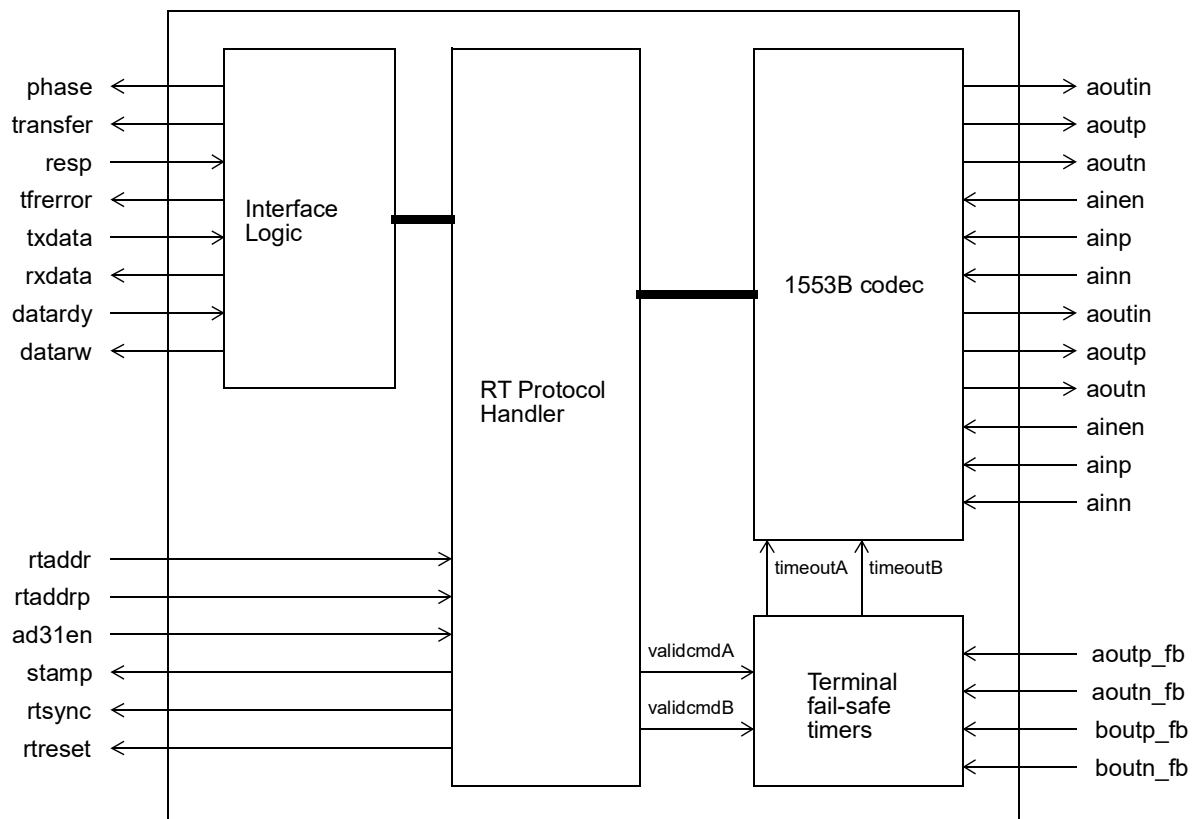 phase
transfer
resp
tfrerror
txdata
rxdata
datardy
datarw
Interface
Logic
RT Protocol
Handler
1553B codec
aoutin
aoutp
aoutn
ainen
ainp
ainn
aoutin
aoutp
aoutn
ainen
ainp
ainn
rtaddr
rtaddrp
ad31en
stamp
rtsync
rtreset
timeoutA
timeoutB
validcmdA
validcmdB
Terminal
fail-safe
timers
aoutp_fb
aoutn_fb
boutp_fb
boutn_fb